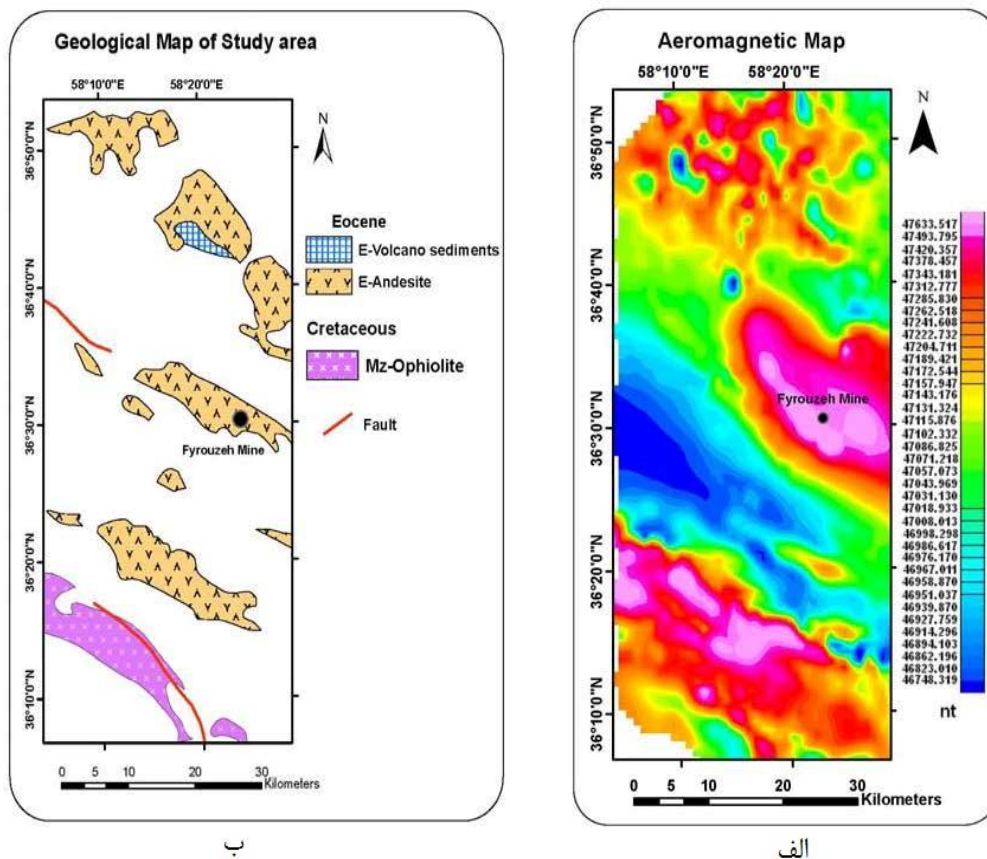 Geological Map of Study area
58°10'0"E
58°20'0"E
N
36°50'0"N
36°40'0"N
36°30'0"N
36°20'0"N
36°10'0"N
Eocene
E-Volcano sediments
E-Andesite
Cretaceous
Mz-Ophiolite
Fault
Fyrouzeh Mine
0 5 10 20 30
Kilometers
ب
Aeromagnetic Map
58°10'0"E
58°20'0"E
N
36°50'0"N
36°40'0"N
36°30'0"N
36°20'0"N
36°10'0"N
Fyrouzeh Mine
47633.517
47493.795
47420.357
47378.457
47343.181
47312.777
47285.830
47262.518
47241.608
47222.732
47204.711
47189.421
47172.544
47157.947
47143.176
47131.324
47115.876
47102.332
47086.825
47071.218
47057.073
47043.969
47031.130
47018.933
47008.013
46998.298
46986.617
46976.170
46967.011
46958.870
46951.037
46939.870
46927.759
46914.296
46894.103
46862.196
46823.010
46748.319
nt
0 5 10 20 30
Kilometers
الف